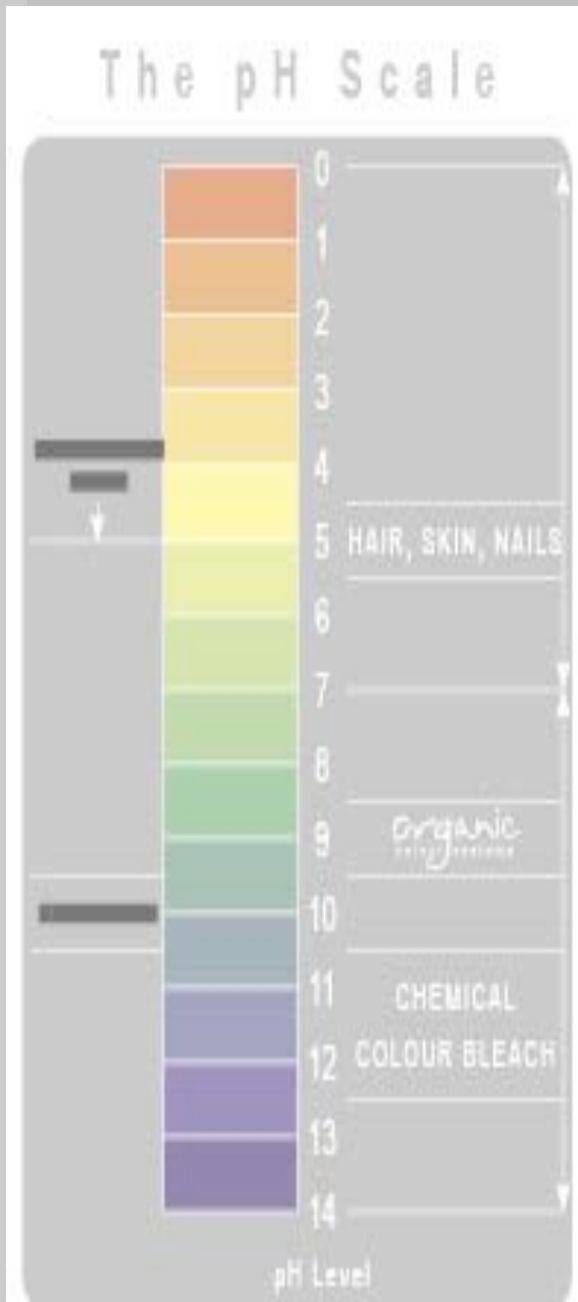 The pH Scale
0
1
2
3
4
5
HAIR, SKIN, NAILS
6
7
8
organic
9
10
11
CHEMICAL
COLOUR BLEACH
12
13
14
pH Level